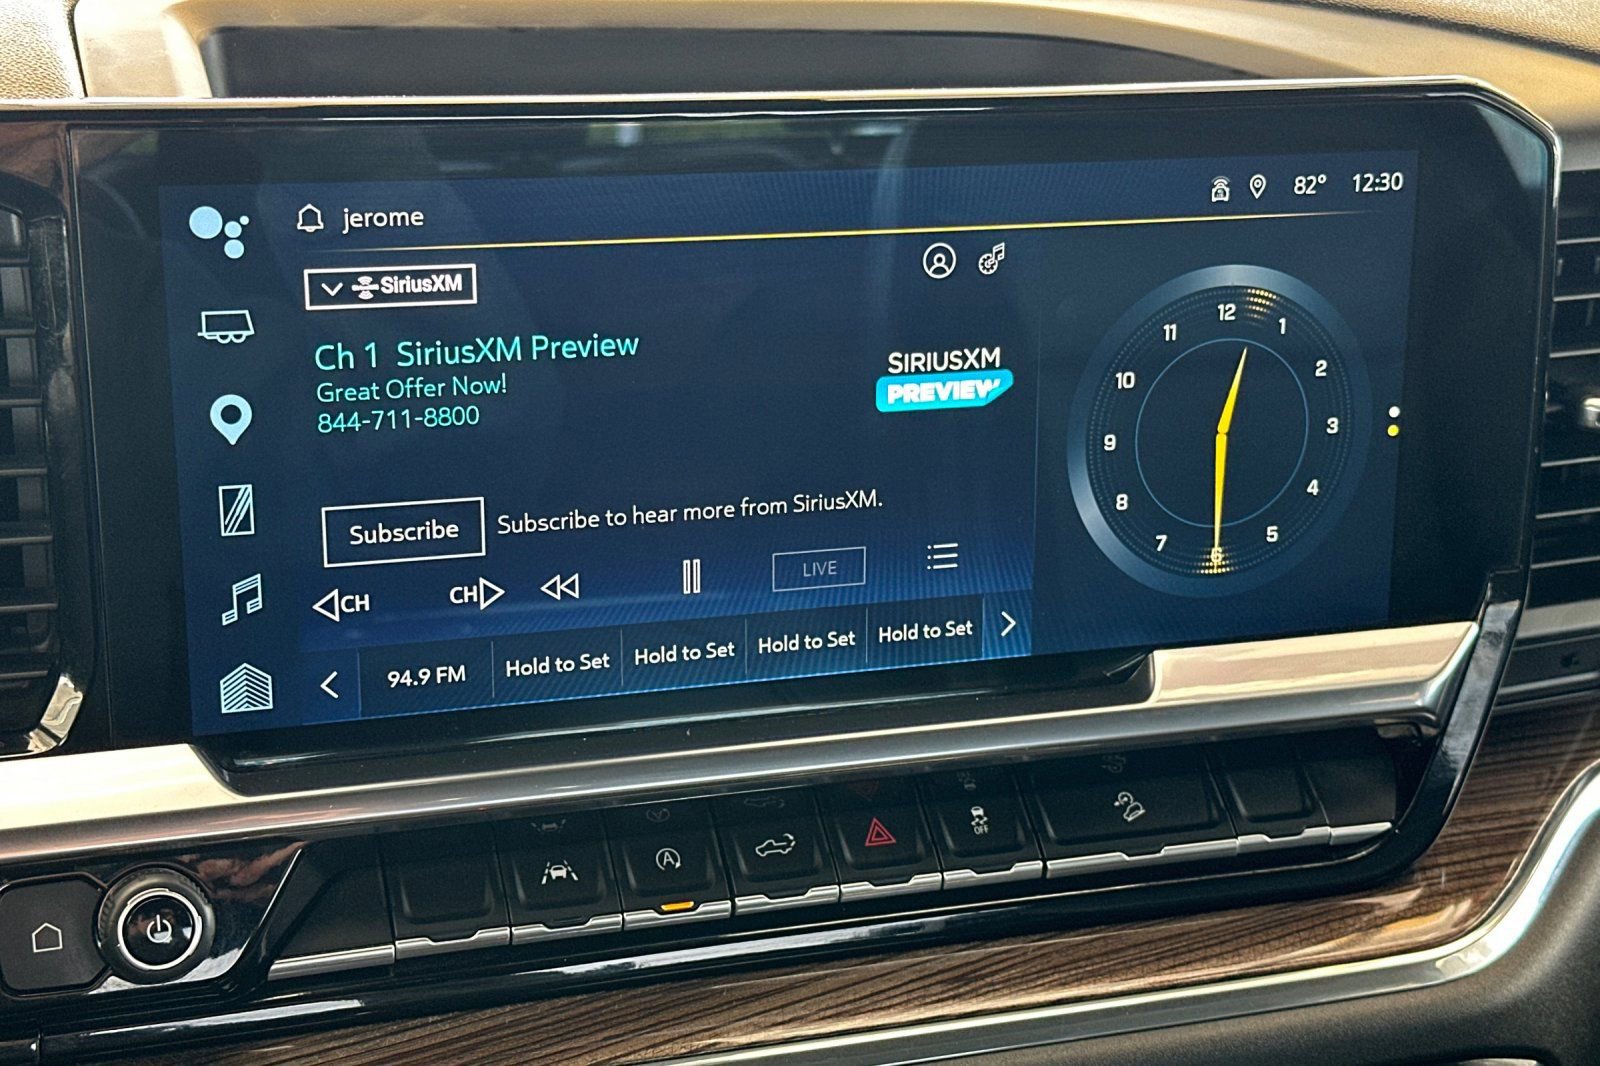 jerome
82° 12:30
SiriusXM
Ch 1 SiriusXM Preview
Great Offer Now!
844-711-8800
SIRIUSXM
PREVIEW
Subscribe
Subscribe to hear more from SiriusXM.
CH
CH
LIVE
94.9 FM
Hold to Set
Hold to Set
Hold to Set
Hold to Set
12
1
2
3
4
5
6
7
8
9
10
11
A
OFF